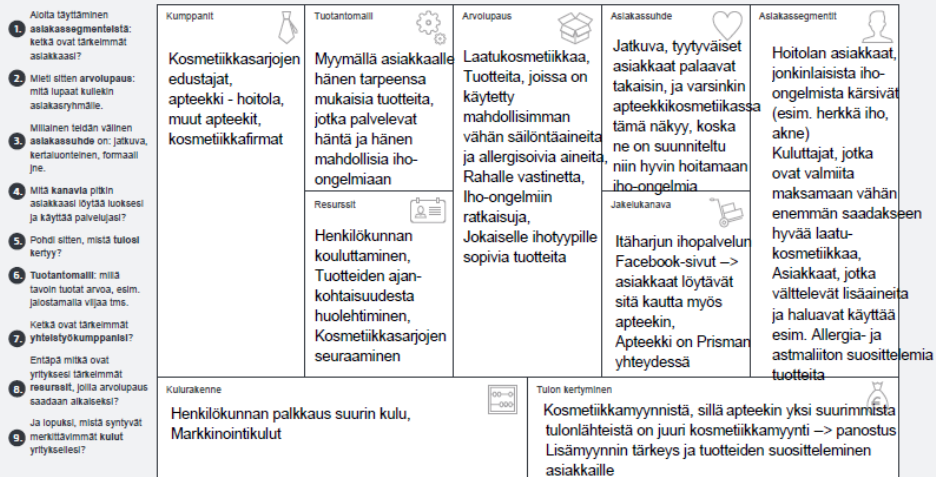 1.
Aloita täyttäminen
asiakassegmenteistä:
ketkä ovat tärkeimmät
asiakkaasi?
2.
Mieti sitten arvolupaus:
mitä lupaat kullekin
asiakasryhmälle.
3.
Millainen teidän välinen
asiakassuhde on: jatkuva,
kertaluonteinen, formaali
jne.
4.
Mitä kanavia pitkin
asiakkaasi löytää luoksesi
ja käyttää palvelujasi?
5.
Pohdi sitten, mistä tulosi
kertyy?
6.
Tuotantomalli: millä
tavoin tuotat arvoa, esim.
jalostamalla viljaa tms.
7.
Ketkä ovat tärkeimmät
yhteistyökumppanisi?
8.
Entäpä mitkä ovat
yrityksesi tärkeimmät
resurssit, joilla arvolupaus
saadaan aikaiseksi?
9.
Ja lopuksi, mistä syntyvät
merkittävimmät kulut
yrityksellesi?
Kumppanit
Kosmetiikkasarjojen
edustajat,
apteekki - hoitola,
muut apteekit,
kosmetiikkafirmat
Tuotantomalli
Myymällä asiakkaalle
hänen tarpeensa
mukaisia tuotteita,
jotka palvelevat
häntä ja hänen
mahdollisia iho-
ongelmiaan
Resurssit
Henkilökunnan
kouluttaminen,
Tuotteiden ajan-
kohtaisuudesta
huolehtiminen,
Kosmetiikkasarjojen
seuraaminen
Arvolupaus
Laatukosmetiikkaa,
Tuotteita, joissa on
käytetty
mahdollisimman
vähän säilöntäaineita
ja allergisoivia aineita,
Rahalle vastinetta,
Iho-ongelmiin
ratkaisuja,
Jokaiselle ihotyypille
sopivia tuotteita
Asiakassuhde
Jatkuva, tyytyväiset
asiakkaat palaavat
takaisin, ja varsinkin
apteekkikosmetiikassa
tämä näkyy, koska
ne on suunniteltu
niin hyvin hoitamaan
iho-ongelmia
Jakelukanava
Itäharjun ihopalvelun
Facebook-sivut -->
asiakkaat löytävät
sitä kautta myös
apteekin,
Apteekki on Prisman
yhteydessä
Asiakassegmentit
Hoitolan asiakkaat,
jonkinlaisista iho-
ongelmista kärsivät
(esim. herkkä iho,
akne)
Kuluttajat, jotka
ovat valmiita
maksamaan vähän
enemmän saadakseen
hyvää laatu-
kosmetiikkaa,
Asiakkaat, jotka
välttelevät lisäaineita
ja haluavat käyttää
esim. Allergia- ja
astmaliiton suosittelemia
tuotteita
Kulurakenne
Henkilökunnan palkkaus suurin kulu,
Markkinointikulut
Tulon kertyminen
Kosmetiikkamyynnistä, sillä apteekin yksi suurimmista
tulonlähteistä on juuri kosmetiikkamyynti --> panostus
Lisämyynnin tärkeys ja tuotteiden suositteleminen
asiakkaille